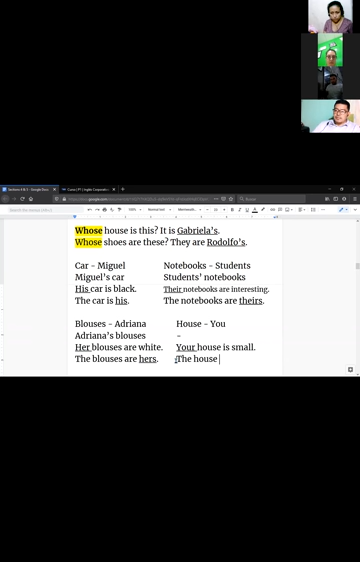 Whose house is this? It is Gabriela's.
Whose shoes are these? They are Rodolfo's.
Car - Miguel
Miguel's car
His car is black.
The car is his.
Notebooks - Students
Students' notebooks
Their notebooks are interesting.
The notebooks are theirs.
Blouses - Adriana
Adriana's blouses
Her blouses are white.
The blouses are hers.
House - You
-
Your house is small.
The house